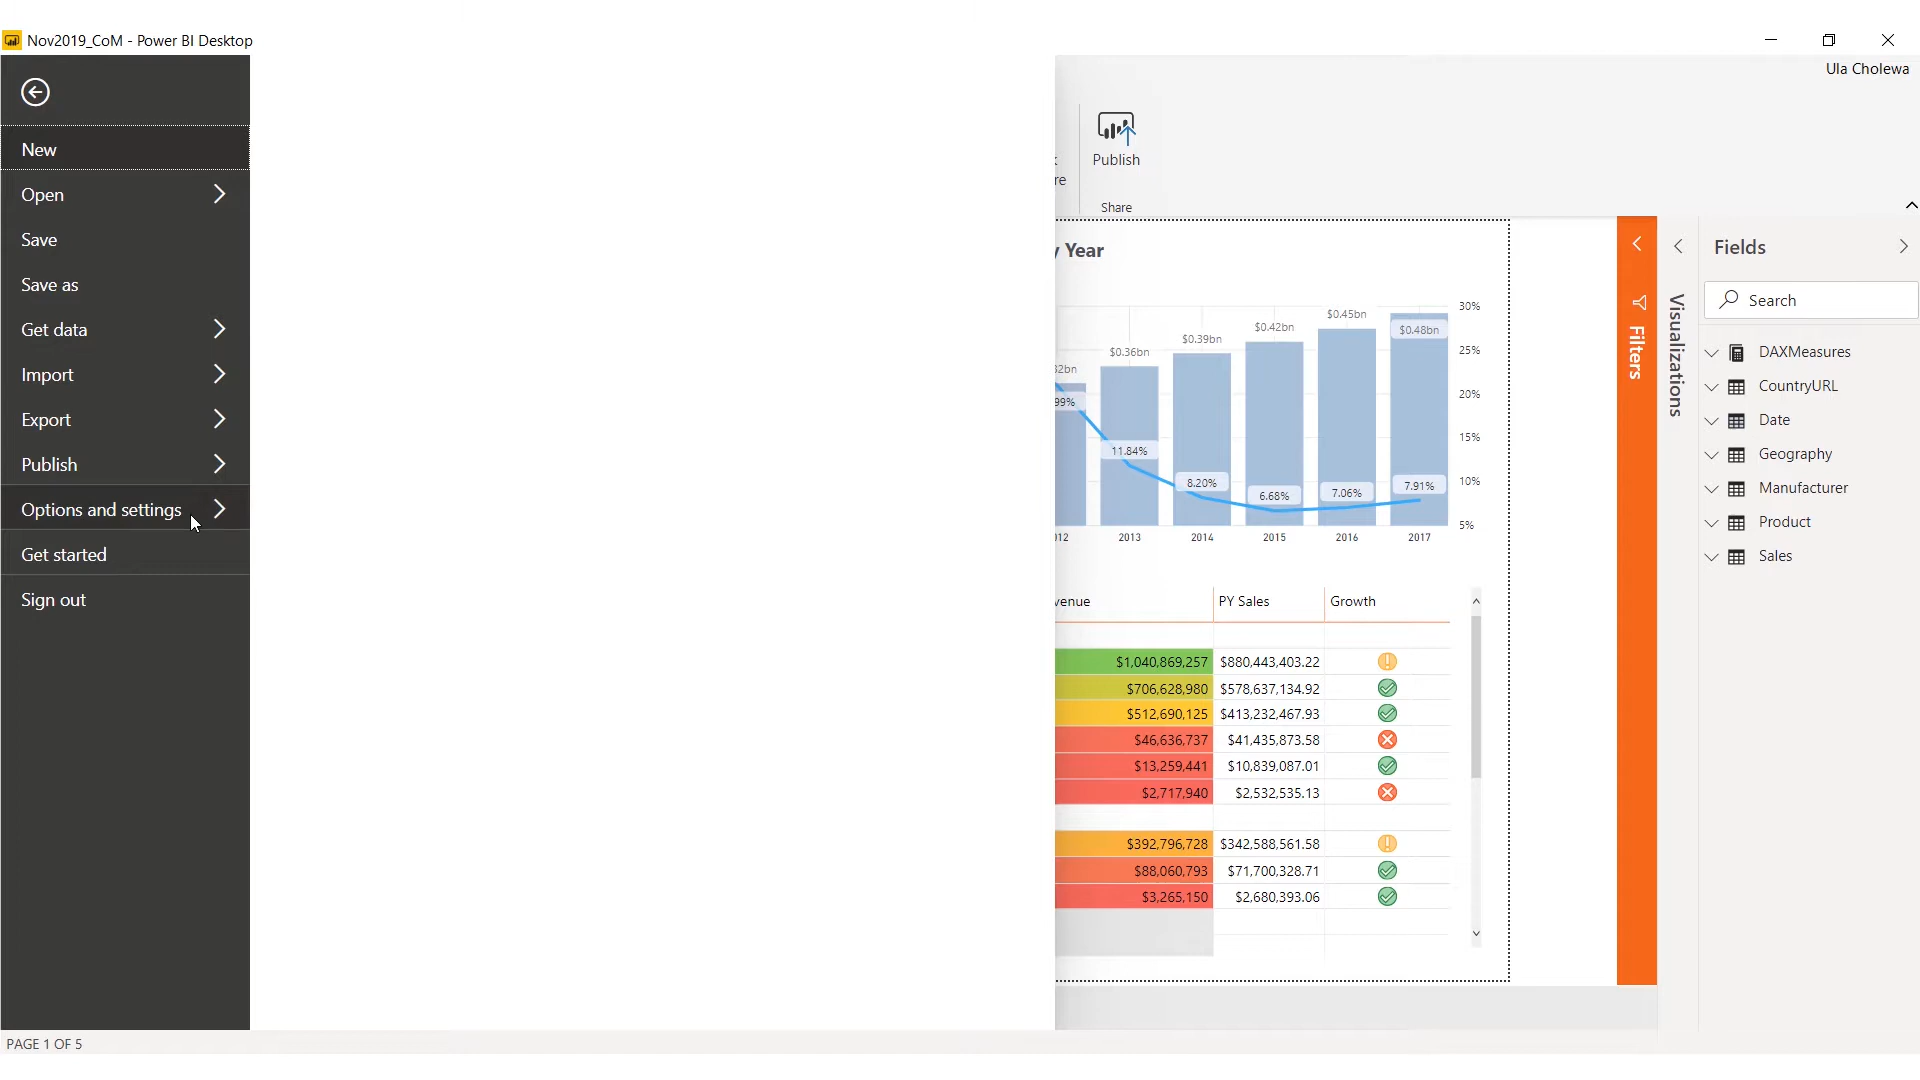 Nov2019_CoM - Power BI Desktop
Ula Cholewa
New
Open
Save
Save as
Get data
Import
Export
Publish
Options and settings
Get started
Sign out
re
Publish
Share
y Year
$0.36bn
$0.39bn
$0.42bn
$0.45bn
$0.48bn
32bn
99%
11.84%
8.20%
6.68%
7.06%
7.91%
30%
25%
20%
15%
10%
5%
012 2013 2014 2015 2016 2017
venue PY Sales Growth
$1,040,869,257 $880,443,403.22
$706,628,980 $578,637,134.92
$512,690,125 $413,232,467.93
$46,636,737 $41,435,873.58
$13,259,441 $10,839,087.01
$2,717,940 $2,532,535.13
$392,796,728 $342,588,561.58
$88,060,793 $71,700,328.71
$3,265,150 $2,680,393.06
Filters
Visualizations
Fields
Search
DAXMeasures
CountryURL
Date
Geography
Manufacturer
Product
Sales
PAGE 1 OF 5